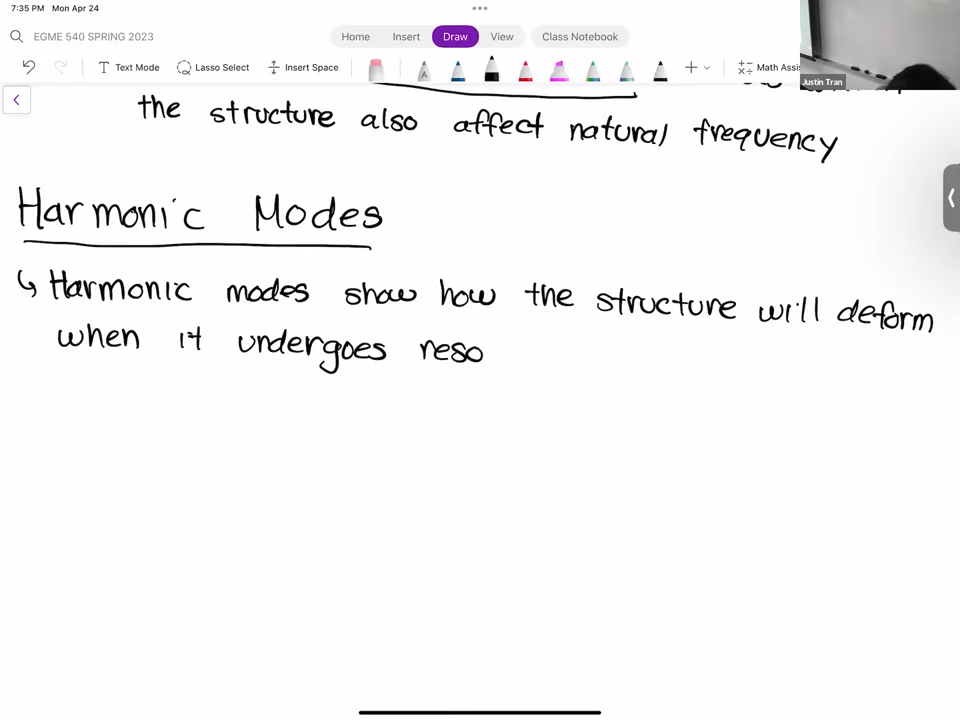 7:35 PM Mon Apr 24
EGME 540 SPRING 2023
Home Insert Draw View Class Notebook
Text Mode Lasso Select Insert Space Math Assis
Justin Tran
the structure also affect natural frequency
Harmonic Modes
↳ Harmonic modes show how the structure will deform
when it undergoes reso